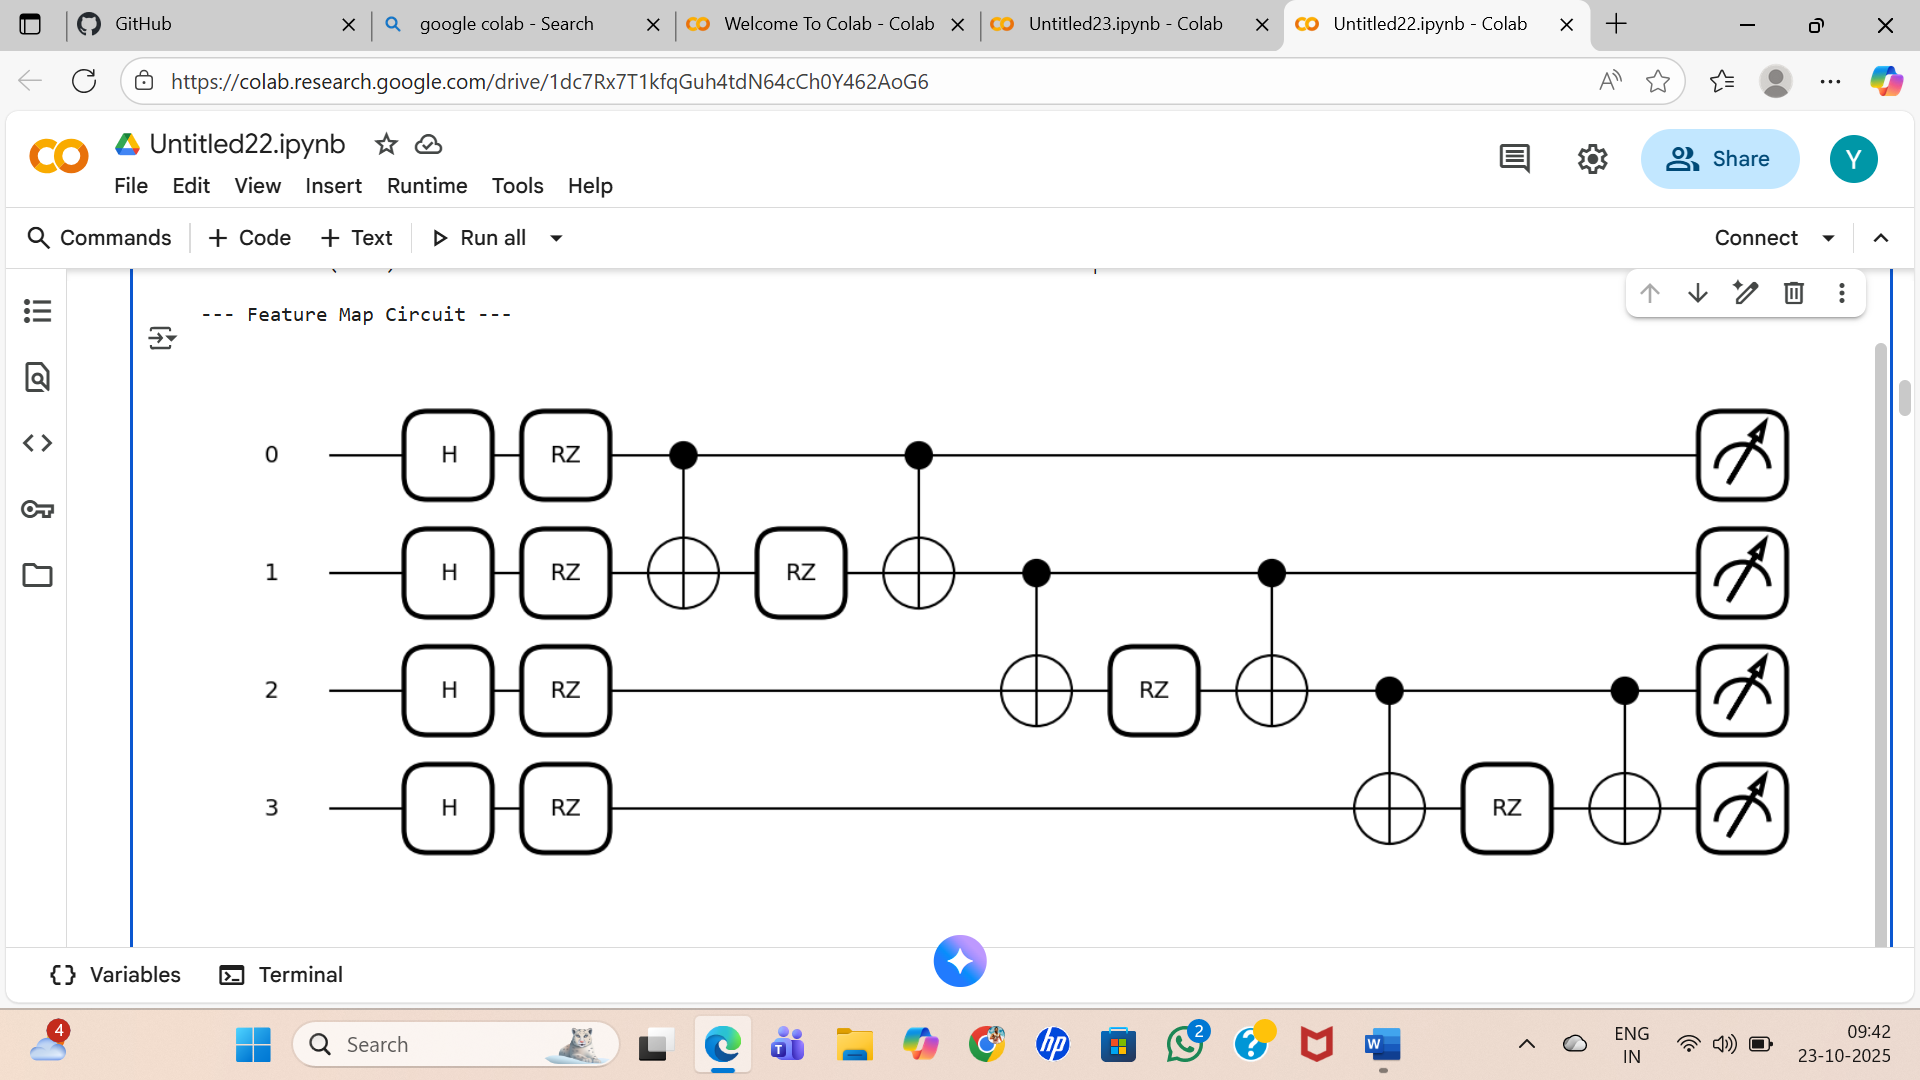 GitHub
google colab - Search
Welcome To Colab - Colab
Untitled23.ipynb - Colab
Untitled22.ipynb - Colab
https://colab.research.google.com/drive/1dc7Rx7T1kfqGuh4tdN64cCh0Y462AoG6
Untitled22.ipynb
File Edit View Insert Runtime Tools Help
Share
Y
Commands + Code + Text Run all
Connect
--- Feature Map Circuit ---
0 H RZ
1 H RZ RZ
2 H RZ RZ
3 H RZ RZ
Variables Terminal
4
Search
2
ENG
IN
09:42
23-10-2025